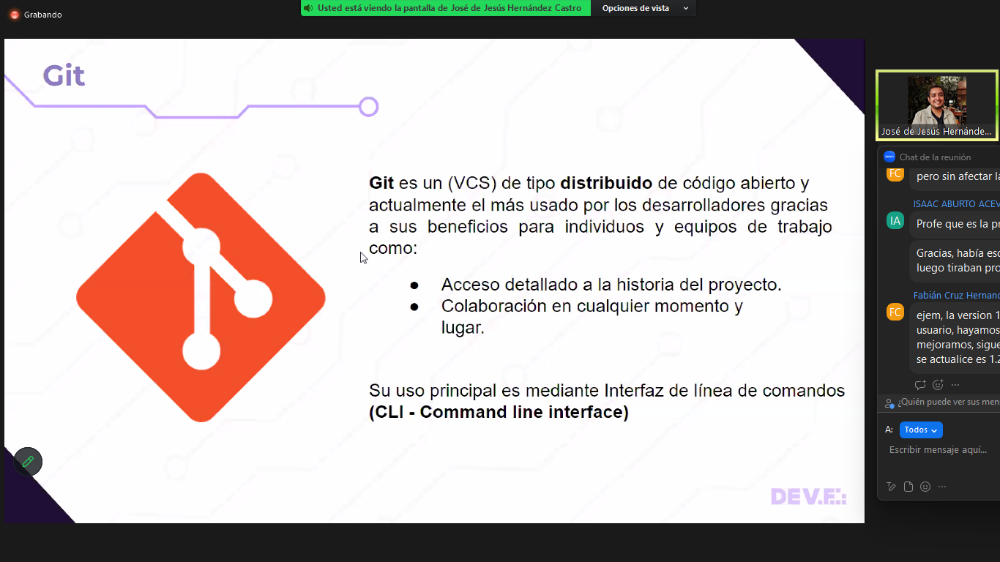 Grabando
Usted está viendo la pantalla de José de Jesús Hernández Castro
Opciones de vista
Git
Git es un (VCS) de tipo distribuido de código abierto y
actualmente el más usado por los desarrolladores gracias
a sus beneficios para individuos y equipos de trabajo
como:
● Acceso detallado a la historia del proyecto.
● Colaboración en cualquier momento y
lugar.
Su uso principal es mediante Interfaz de línea de comandos
(CLI - Command line interface)
DEV.F.:
José de Jesús Hernánde...
zoom
Chat de la reunión
FC
pero sin afectar la
ISAAC ABURTO ACEV
IA
Profe que es la pr
Gracias, había esc
luego tiraban pro
Fabián Cruz Hernanc
FC
ejem, la version 1
usuario, hayamos
mejoramos, sigue
se actualice es 1.2
¿Quién puede ver sus men
A:
Todos
Escribir mensaje aquí...